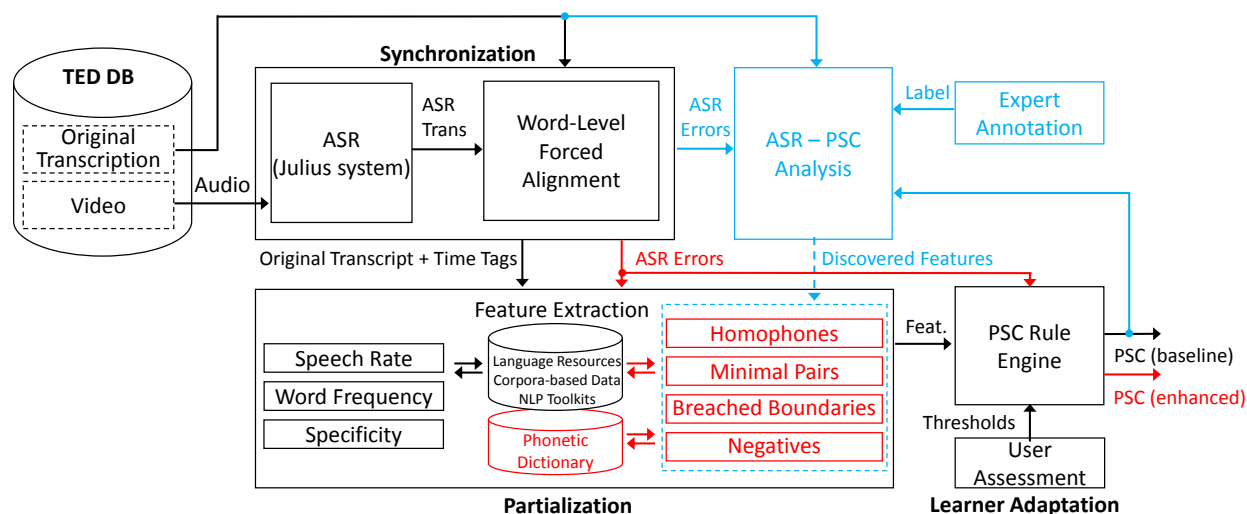 Synchronization
TED DB
Original
Transcription
Video
Audio
ASR
(Julius system)
ASR
Trans
Word-Level
Forced
Alignment
ASR
Errors
ASR – PSC
Analysis
Label
Expert
Annotation
Original Transcript + Time Tags
ASR Errors
Discovered Features
Feature Extraction
Speech Rate
Word Frequency
Specificity
Language Resources
Corpora-based Data
NLP Toolkits
Phonetic
Dictionary
Homophones
Minimal Pairs
Breached Boundaries
Negatives
Feat.
PSC Rule
Engine
PSC (baseline)
PSC (enhanced)
Thresholds
User
Assessment
Partialization
Learner Adaptation